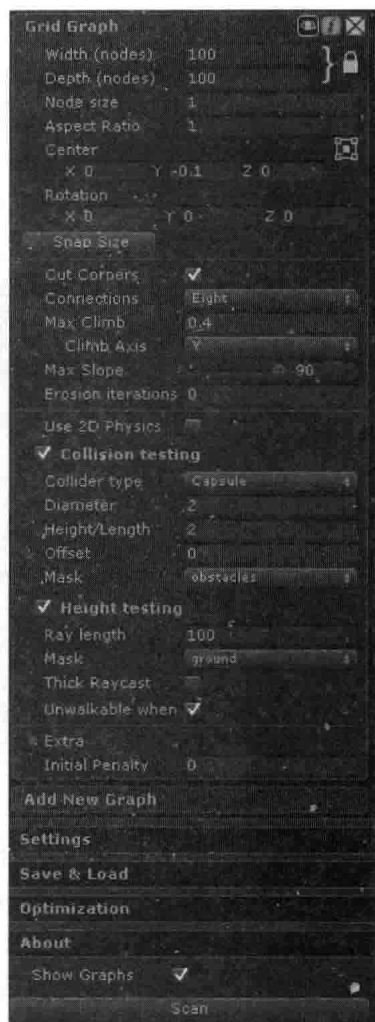 Grid Graph
Width (nodes) 100
Depth (nodes) 100
Node size 1
Aspect Ratio 1
Center
X 0 Y -0.1 Z 0
Rotation
X 0 Y 0 Z 0
Snap Size
Cut Corners
Connections Eight
Max Climb 0.4
Climb Axis Y
Max Slope 90
Erosion iterations 0
Use 2D Physics
Collision testing
Collider type Capsule
Diameter 2
Height/Length 2
Offset 0
Mask obstacles
Height testing
Ray length 100
Mask ground
Thick Raycast
Unwalkable when
Extra
Initial Penalty 0
Add New Graph
Settings
Save & Load
Optimization
About
Show Graphs
Scan